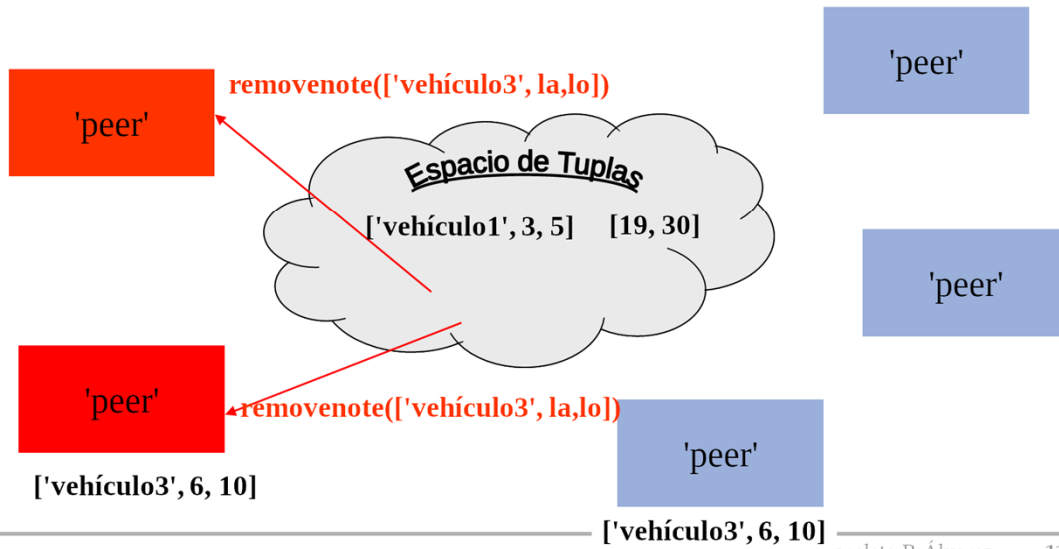 'peer'
removenote(['vehículo3', la,lo])
'peer'
Espacio de Tuplas
['vehículo1', 3, 5] [19, 30]
'peer'
'peer'
removenote(['vehículo3', la,lo])
'peer'
['vehículo3', 6, 10]
['vehículo3', 6, 10]